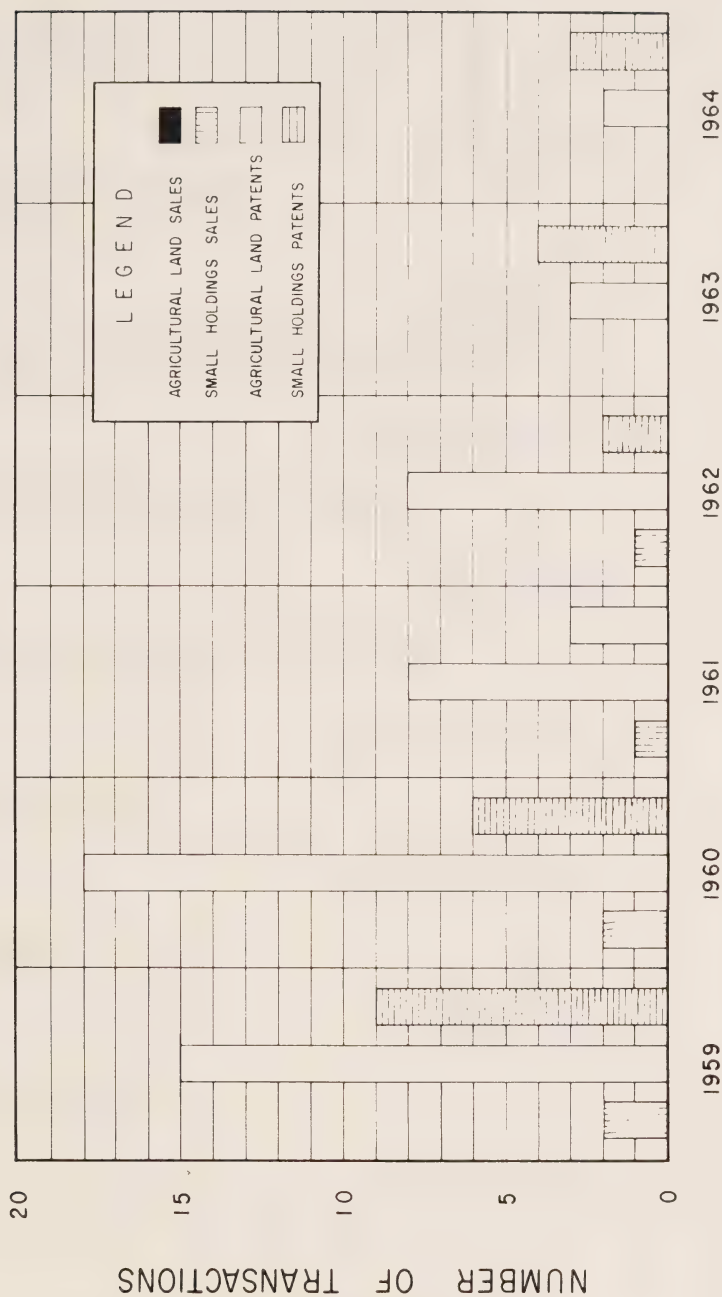 NUMBER OF TRANSACTIONS
20
15
10
5
0
1959
1960
1961
1962
1963
1964
LEGEND
AGRICULTURAL LAND SALES
SMALL HOLDINGS SALES
AGRICULTURAL LAND PATENTS
SMALL HOLDINGS PATENTS